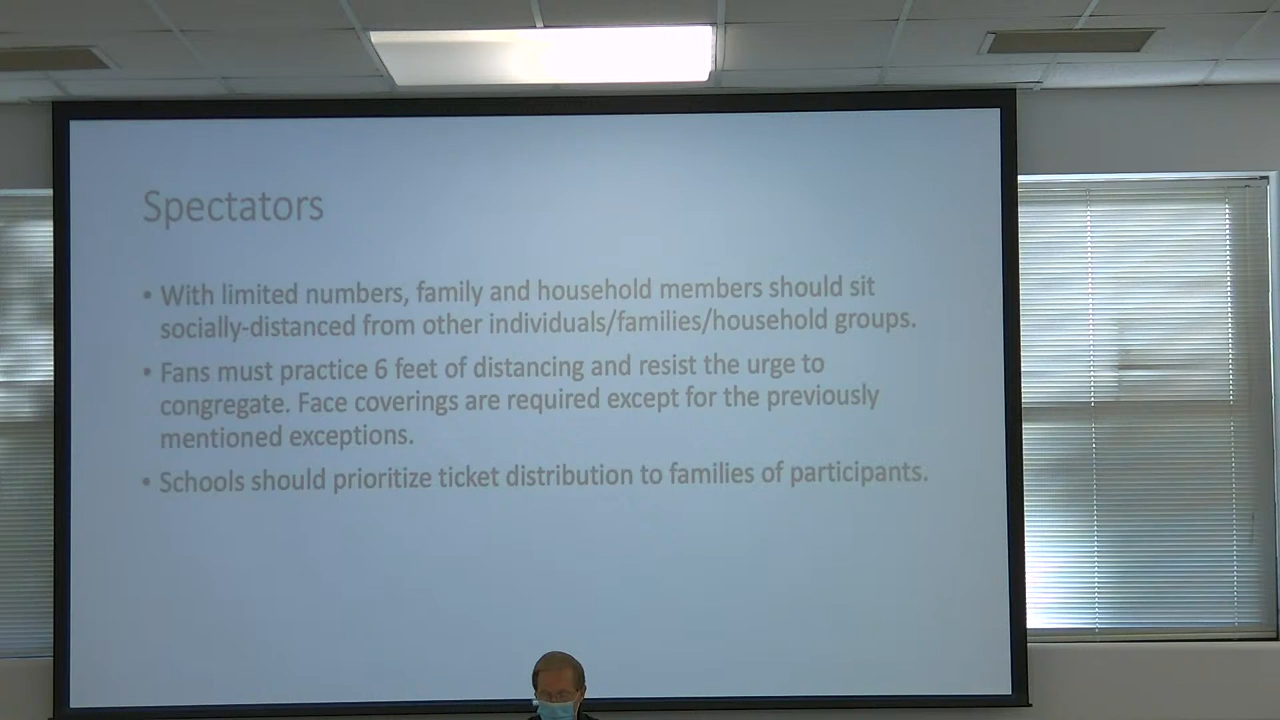 Spectators
• With limited numbers, family and household members should sit
socially-distanced from other individuals/families/household groups.
• Fans must practice 6 feet of distancing and resist the urge to
congregate. Face coverings are required except for the previously
mentioned exceptions.
• Schools should prioritize ticket distribution to families of participants.